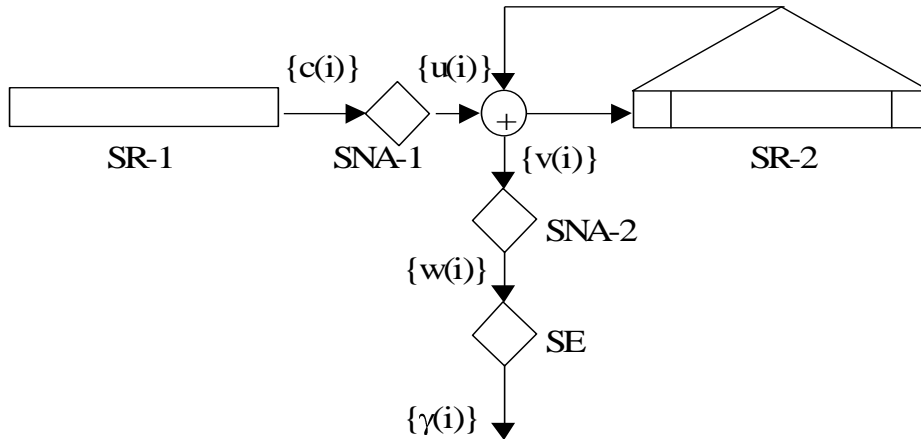 {c(i)} {u(i)}
+
SR-1 SNA-1 SR-2
{v(i)}
SNA-2
{w(i)}
SE
{γ(i)}